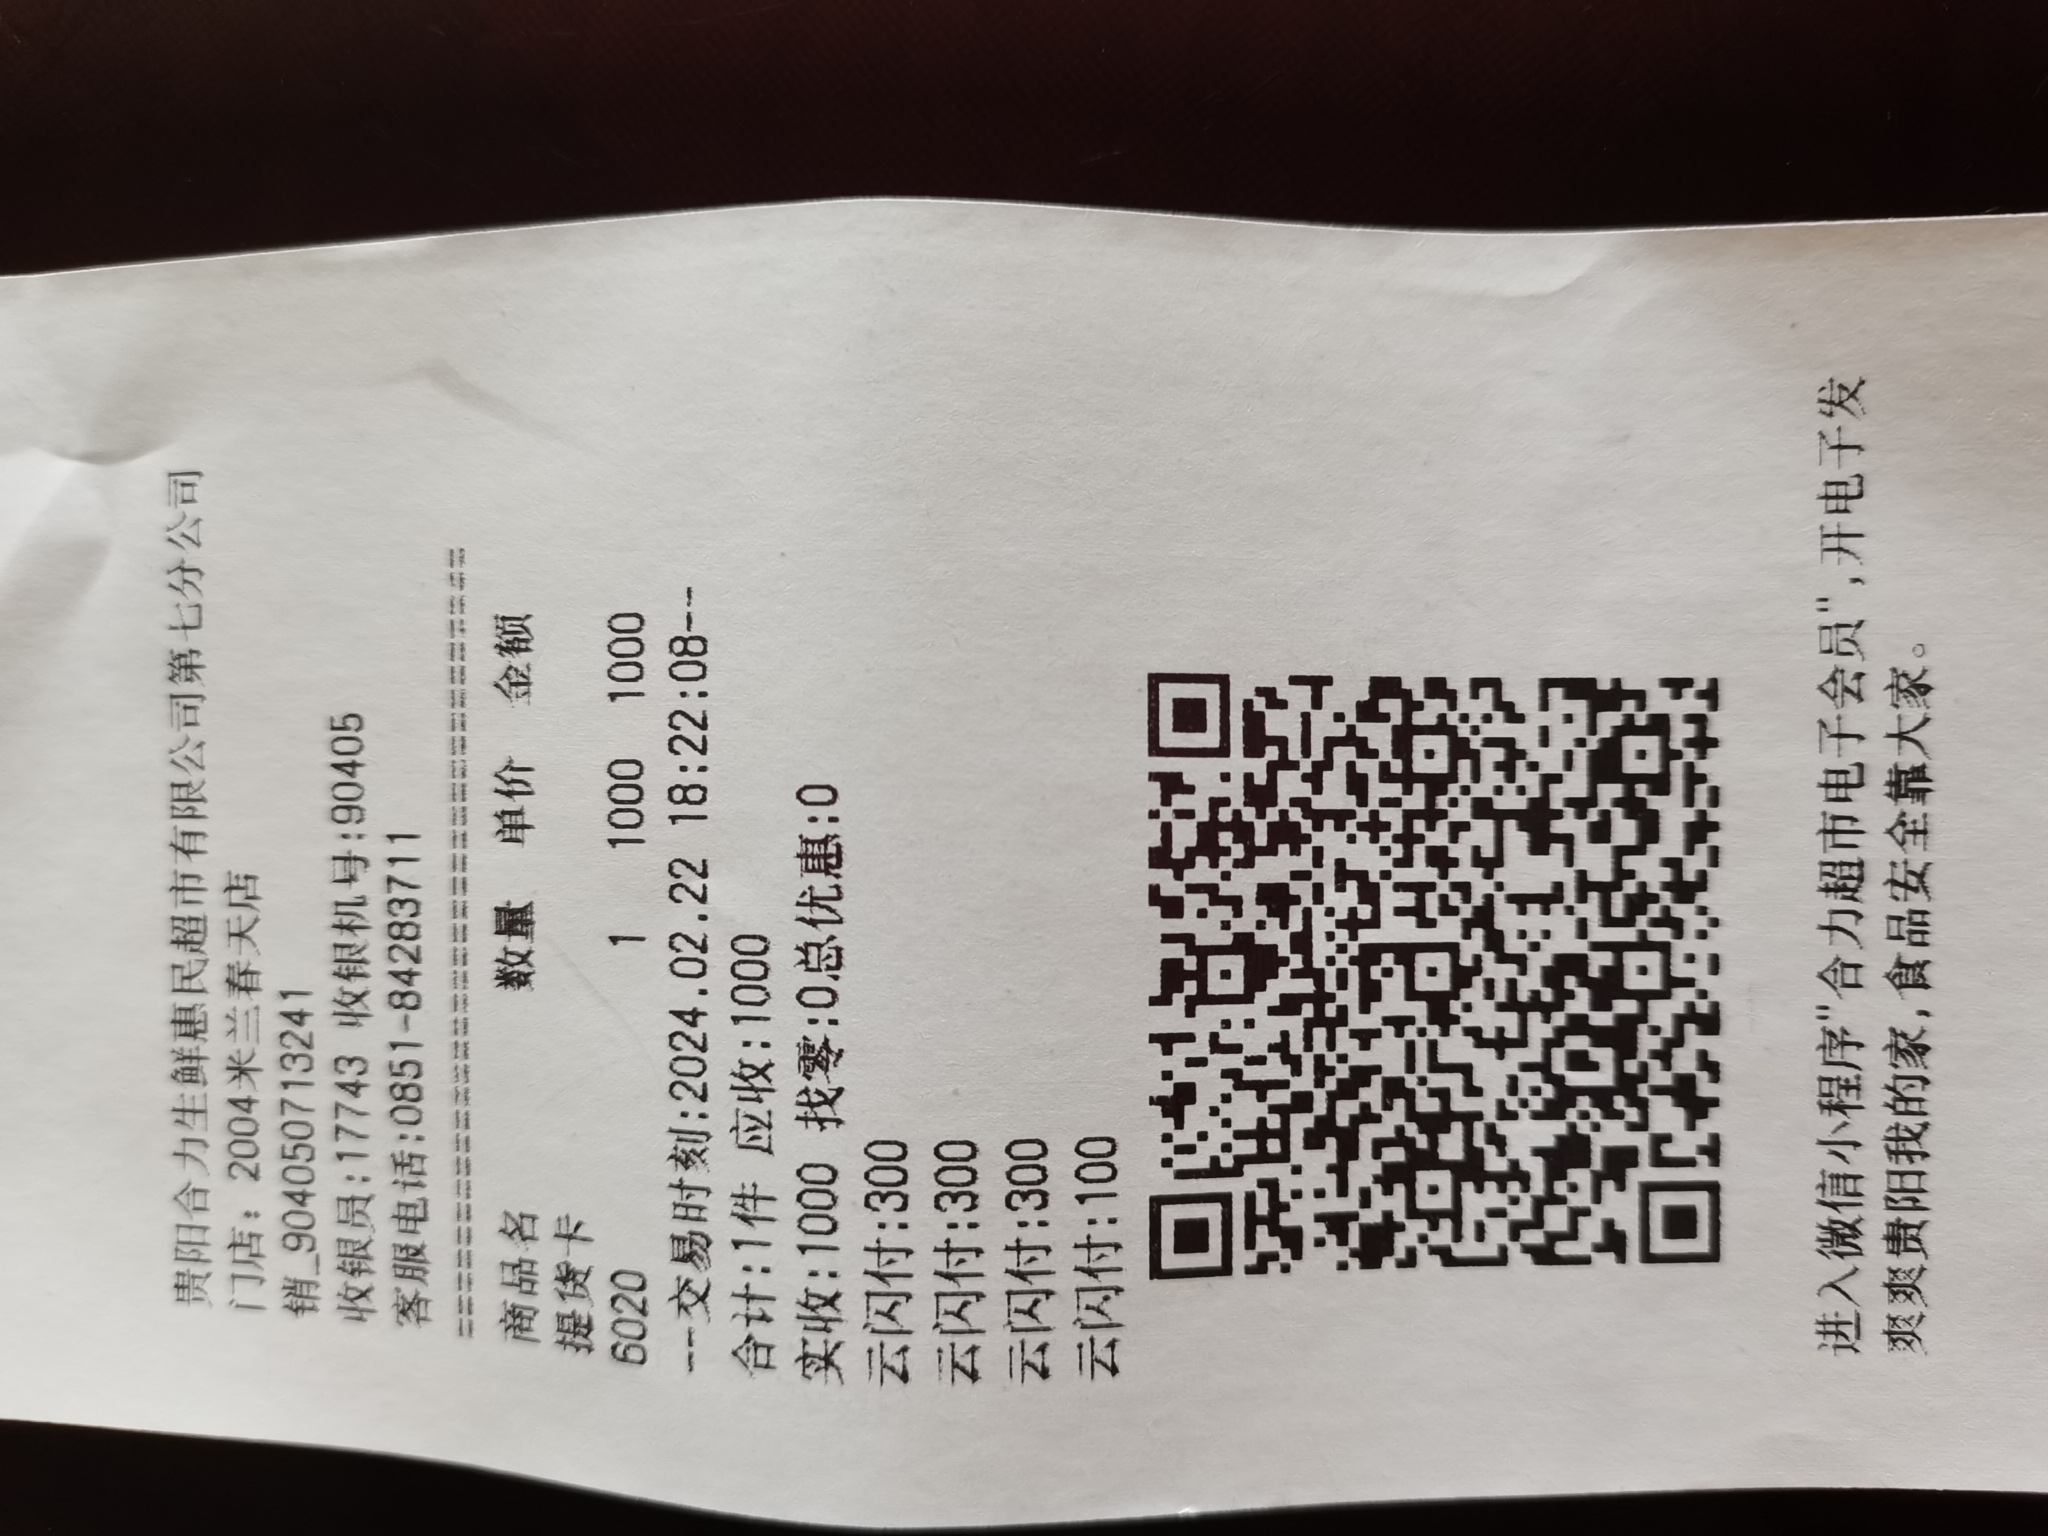 贵阳合力生鲜惠民超市有限公司第七分公司
门店：2004米兰春天店
销_9040507132​41
收银员:17743 收银机号:90405
客服电话:0851-84283711
商品名 数量 单价 金额
提货卡
6020 1 1000 1000
---交易时刻:2024.02.22 18:22:08--
合计:1件 应收:1000
实收:1000 找零:0总优惠:0
云闪付:300
云闪付:300
云闪付:300
云闪付:100
进入微信小程序"合力超市电子会员",开电子发
爽爽贵阳我的家,食品安全靠大家。